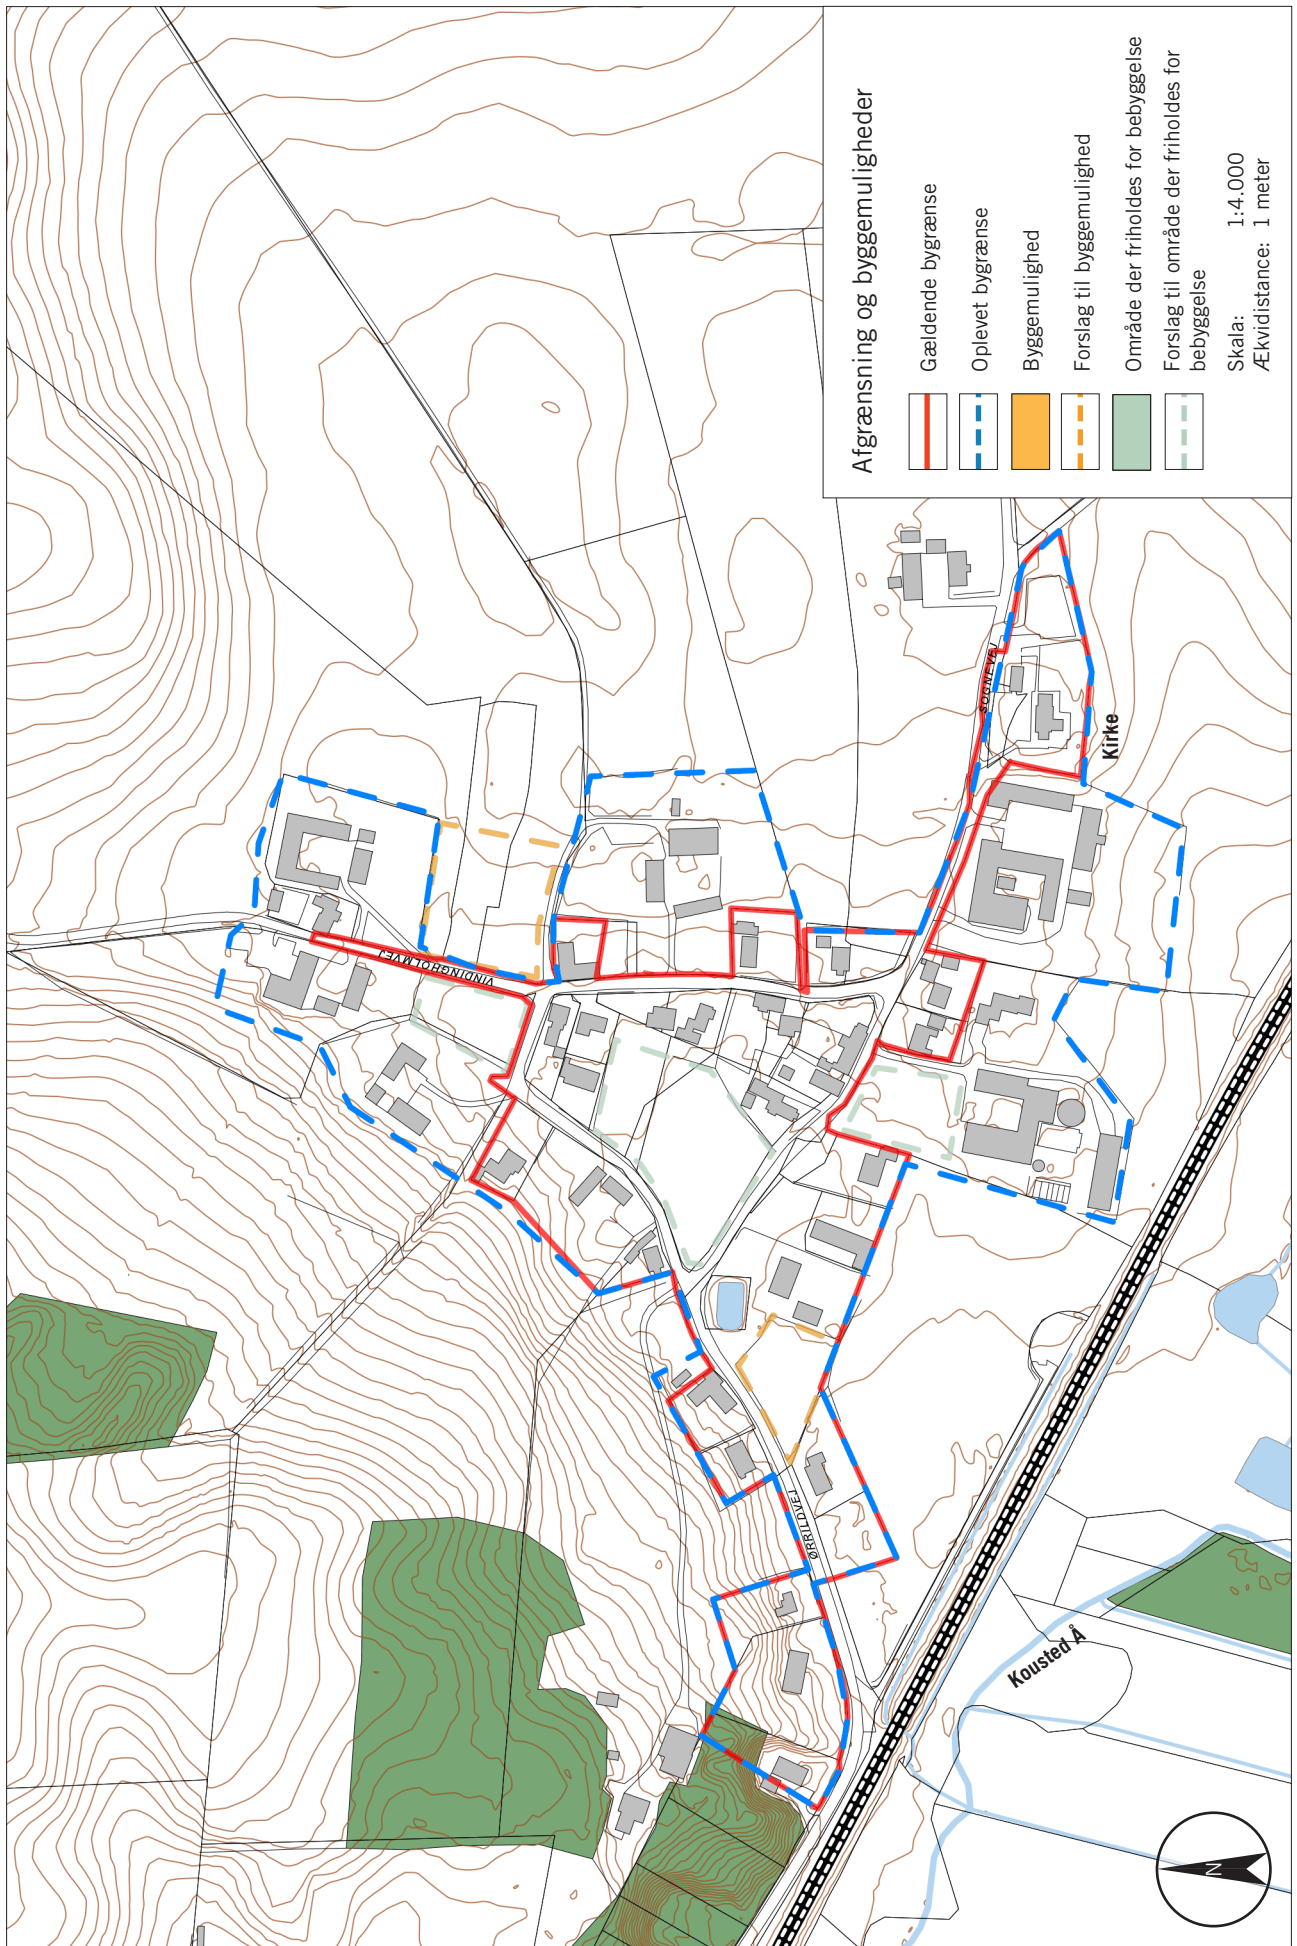 Afgrænsning og byggemuligheder
Gældende bygrænse
Oplevet bygrænse
Byggemulighed
Forslag til byggemulighed
Område der friholdes for bebyggelse
Forslag til område der friholdes for
bebyggelse
Skala: 1:4.000
Ækvidistance: 1 meter
VINDINGHOLMVEJ
SOGNEVEJ
Kirke
ØRRILDVEJ
Kousted Å
N